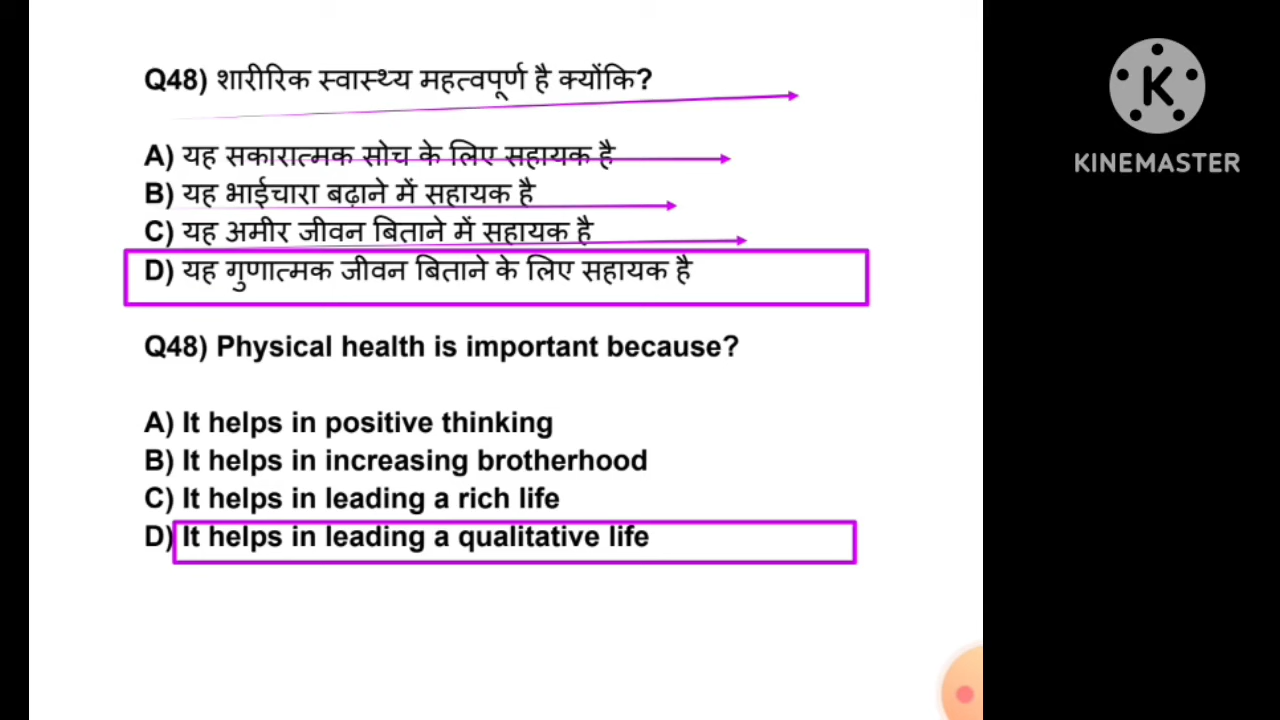 Q48) शारीरिक स्वास्थ्य महत्वपूर्ण है क्योंकि?
A) यह सकारात्मक सोच के लिए सहायक है
B) यह भाईचारा बढ़ाने में सहायक है
C) यह अमीर जीवन बिताने में सहायक है
D) यह गुणात्मक जीवन बिताने के लिए सहायक है
Q48) Physical health is important because?
A) It helps in positive thinking
B) It helps in increasing brotherhood
C) It helps in leading a rich life
D) It helps in leading a qualitative life
K
KINEMASTER